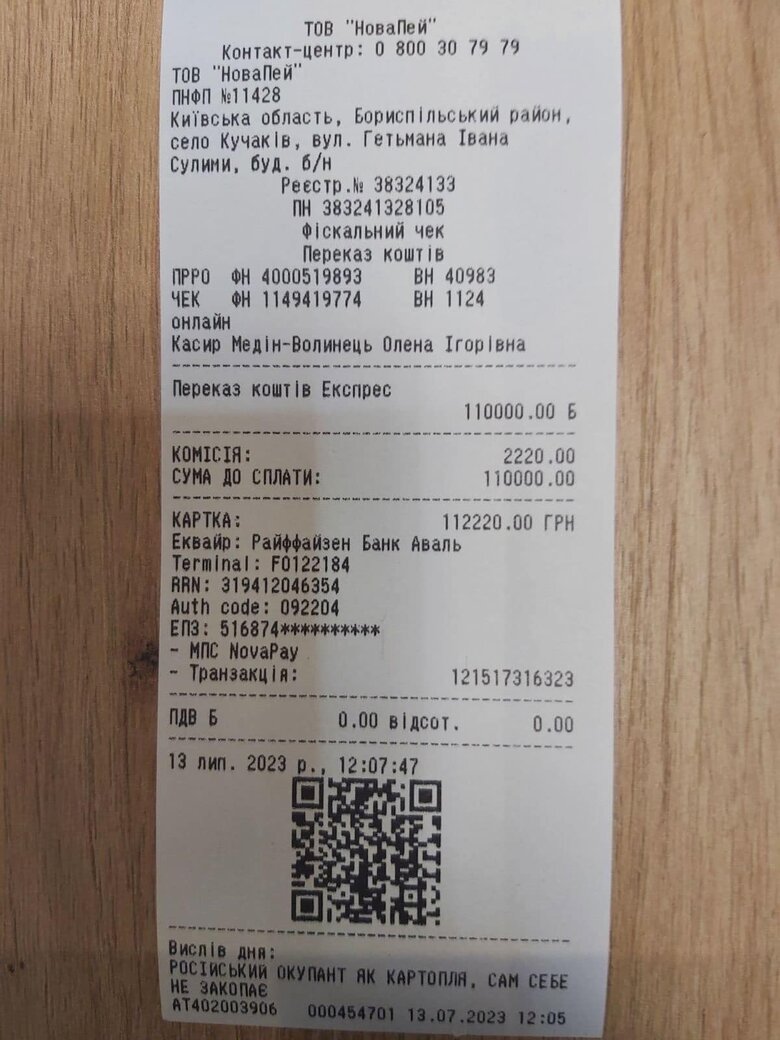 ТОВ "НоваПей"
Контакт-центр: 0 800 30 79 79
ТОВ "НоваПей"
ПНФП №11428
Київська область, Бориспільський район,
село Кучаків, вул. Гетьмана Івана
Сулими, буд. б/н
Реєстр.№ 38324133
ПН 383241328105
Фіскальний чек
Переказ коштів
ПРРО ФН 4000519893 ВН 40983
ЧЕК ФН 1149419774 ВН 1124
онлайн
Касир Медін-Волинець Олена Ігорівна
Переказ коштів Експрес
110000.00 Б
КОМІСІЯ: 2220.00
СУМА ДО СПЛАТИ: 110000.00
КАРТКА: 112220.00 ГРН
Еквайр: Райффайзен Банк Аваль
Terminal: F0122184
RRN: 319412046354
Auth code: 092204
ЕПЗ: 516874**********
- МПС NovaPay
- Транзакція: 121517316323
ПДВ Б 0.00 відсот. 0.00
13 лип. 2023 р., 12:07:47
Вислів дня:
РОСІЙСЬКИЙ ОКУПАНТ ЯК КАРТОПЛЯ, САМ СЕБЕ
НЕ ЗАКОПАЄ
АТ402003906 000454701 13.07.2023 12:05